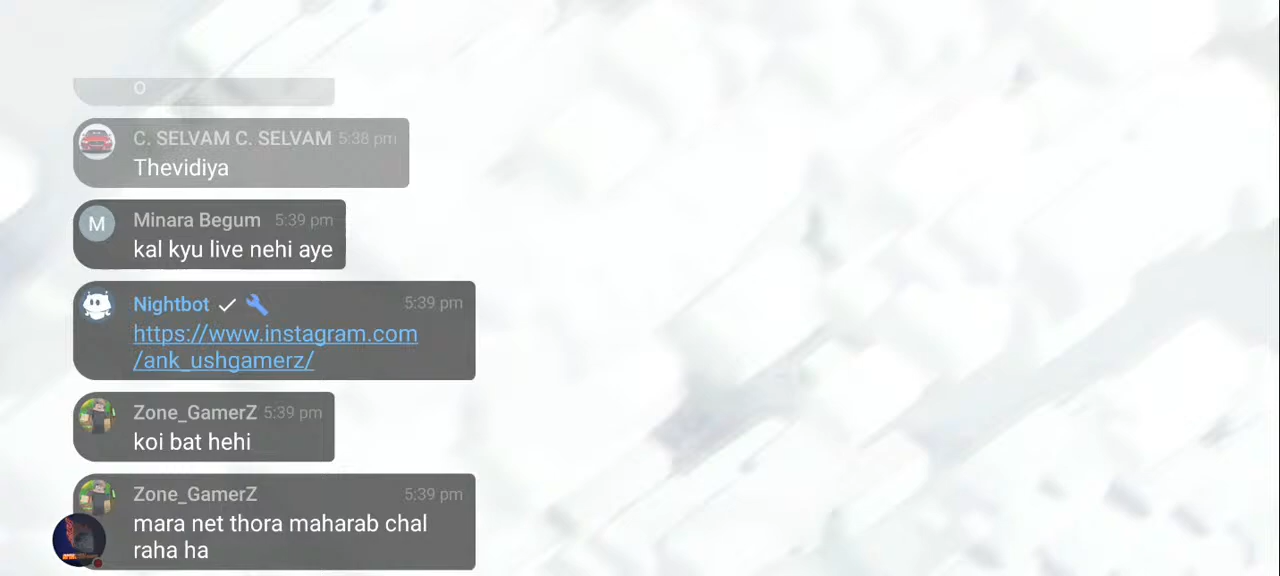 O
C. SELVAM C. SELVAM 5:38 pm
Thevidiya
M
Minara Begum 5:39 pm
kal kyu live nehi aye
Nightbot 5:39 pm
https://www.instagram.com
/ank_ushgamerz/
Zone_GamerZ 5:39 pm
koi bat hehi
Zone_GamerZ 5:39 pm
mara net thora maharab chal
raha ha